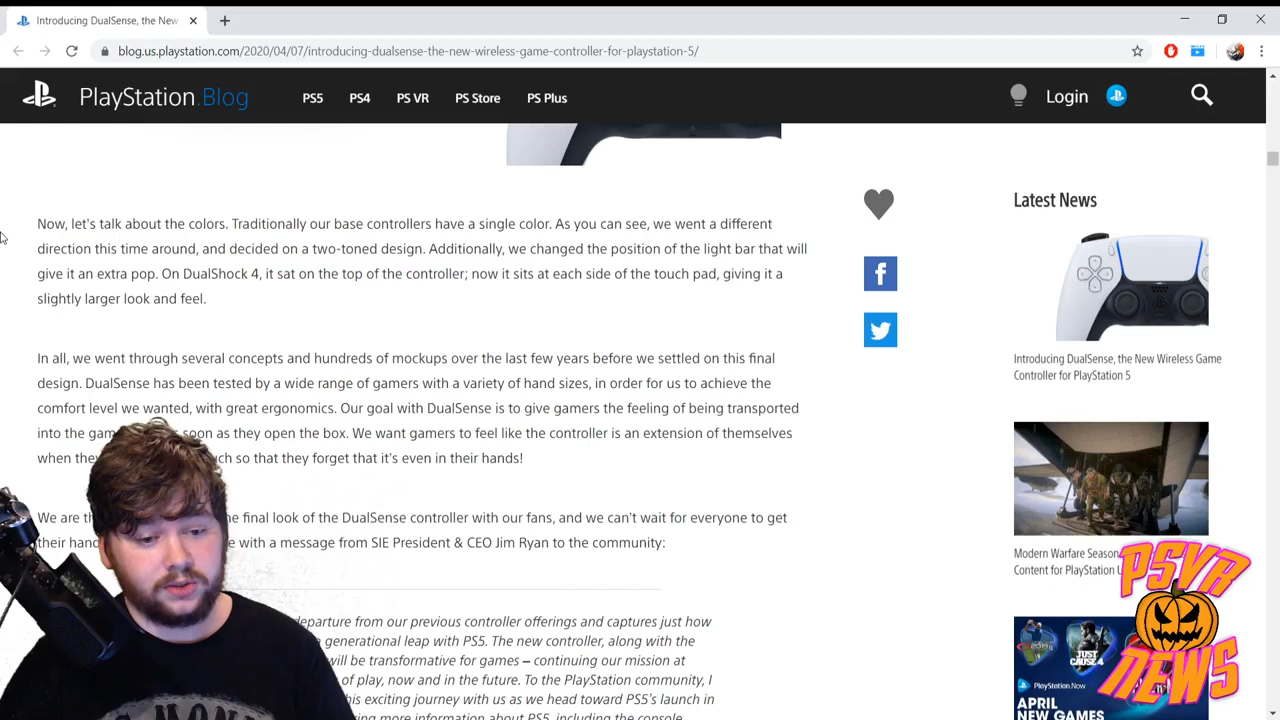 Introducing DualSense, the New
blog.us.playstation.com/2020/04/07/introducing-dualsense-the-new-wireless-game-controller-for-playstation-5/
PlayStation.Blog
PS5 PS4 PS VR PS Store PS Plus
Login
Now, let's talk about the colors. Traditionally our base controllers have a single color. As you can see, we went a different
direction this time around, and decided on a two-toned design. Additionally, we changed the position of the light bar that will
give it an extra pop. On DualShock 4, it sat on the top of the controller; now it sits at each side of the touch pad, giving it a
slightly larger look and feel.
In all, we went through several concepts and hundreds of mockups over the last few years before we settled on this final
design. DualSense has been tested by a wide range of gamers with a variety of hand sizes, in order for us to achieve the
comfort level we wanted, with great ergonomics. Our goal with DualSense is to give gamers the feeling of being transported
into the soon as they open the box. We want gamers to feel like the controller is an extension of themselves
when so that they forget that it's even in their hands!
We are final look of the DualSense controller with our fans, and we can't wait for everyone to get
their with a message from SIE President & CEO Jim Ryan to the community:
departure from our previous controller offerings and captures just how
generational leap with PS5. The new controller, along with the
will be transformative for games – continuing our mission at
of play, now and in the future. To the PlayStation community, I
exciting journey with us as we head toward PS5's launch in
more information about PS5, including the console
Latest News
Introducing DualSense, the New Wireless Game
Controller for PlayStation 5
Modern Warfare Season
Content for PlayStation
JUST
CAUSE 4
PlayStation.Now
APRIL
NEW GAMES
PSVR
NEWS